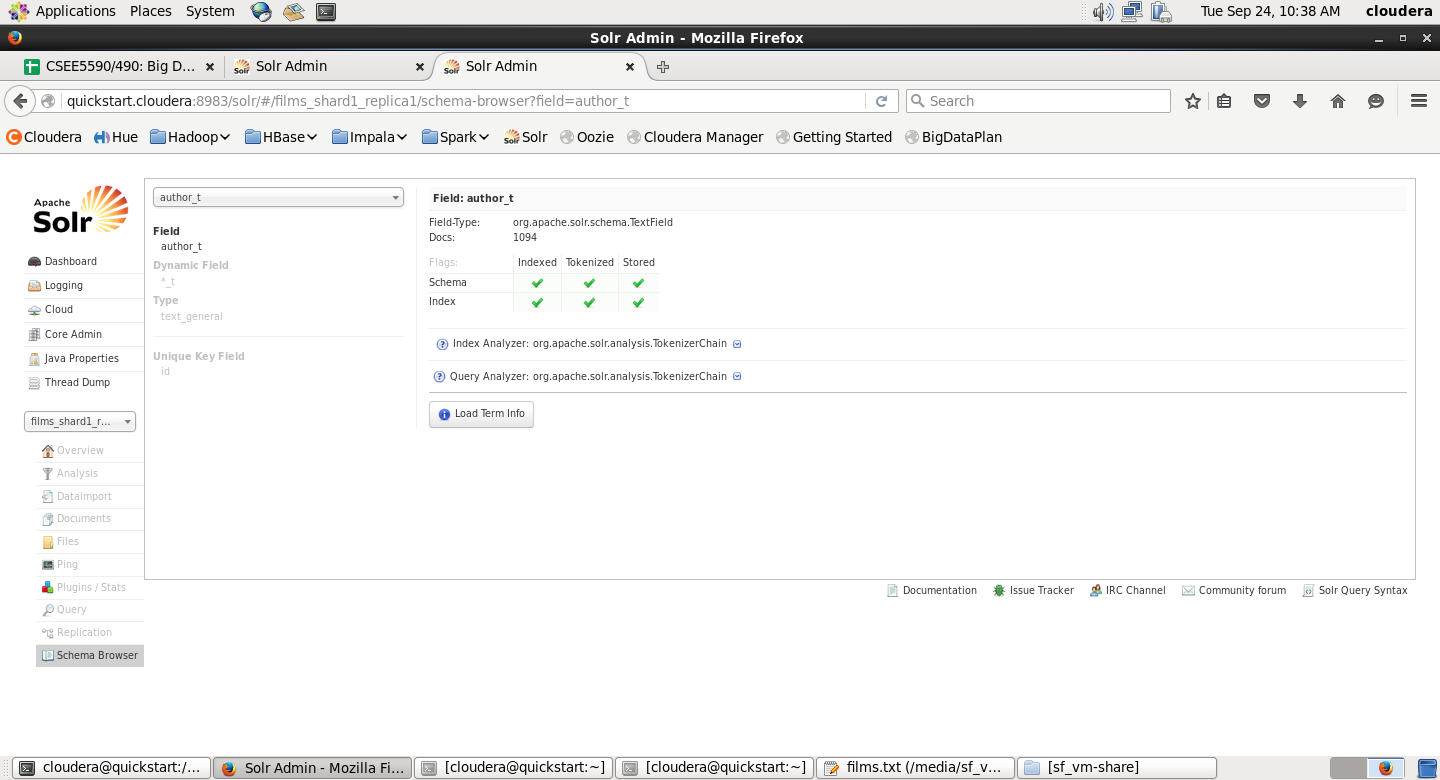 Applications Places System Tue Sep 24, 10:38 AM cloudera
Solr Admin - Mozilla Firefox
CSEE5590/490: Big D... Solr Admin Solr Admin
quickstart.cloudera:8983/solr/#/films_shard1_replica1/schema-browser?field=author_t Search
Cloudera Hue Hadoop HBase Impala Spark Solr Oozie Cloudera Manager Getting Started BigDataPlan
Apache
Solr
Dashboard
Logging
Cloud
Core Admin
Java Properties
Thread Dump
films_shard1_r...
Overview
Analysis
Dataimport
Documents
Files
Ping
Plugins / Stats
Query
Replication
Schema Browser
author_t
Field
author_t
Dynamic Field
*_t
Type
text_general
Unique Key Field
id
Field: author_t
Field-Type: org.apache.solr.schema.TextField
Docs: 1094
Flags: Indexed Tokenized Stored
Schema
Index
Index Analyzer: org.apache.solr.analysis.TokenizerChain
Query Analyzer: org.apache.solr.analysis.TokenizerChain
Load Term Info
Documentation Issue Tracker IRC Channel Community forum Solr Query Syntax
cloudera@quickstart:/... Solr Admin - Mozilla Fi... [cloudera@quickstart:~] [cloudera@quickstart:~] films.txt (/media/sf_v... [sf_vm-share]